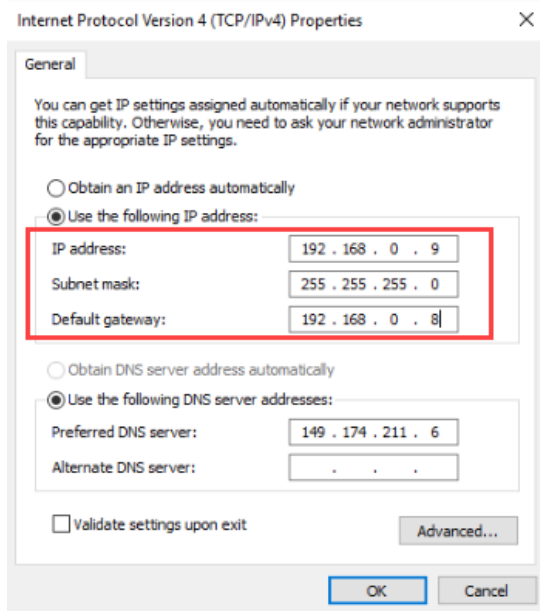 Internet Protocol Version 4 (TCP/IPv4) Properties
General
You can get IP settings assigned automatically if your network supports
this capability. Otherwise, you need to ask your network administrator
for the appropriate IP settings.
Obtain an IP address automatically
Use the following IP address:
IP address: 192 . 168 . 0 . 9
Subnet mask: 255 . 255 . 255 . 0
Default gateway: 192 . 168 . 0 . 8
Obtain DNS server address automatically
Use the following DNS server addresses:
Preferred DNS server: 149 . 174 . 211 . 6
Alternate DNS server: . . .
Validate settings upon exit
Advanced...
OK Cancel